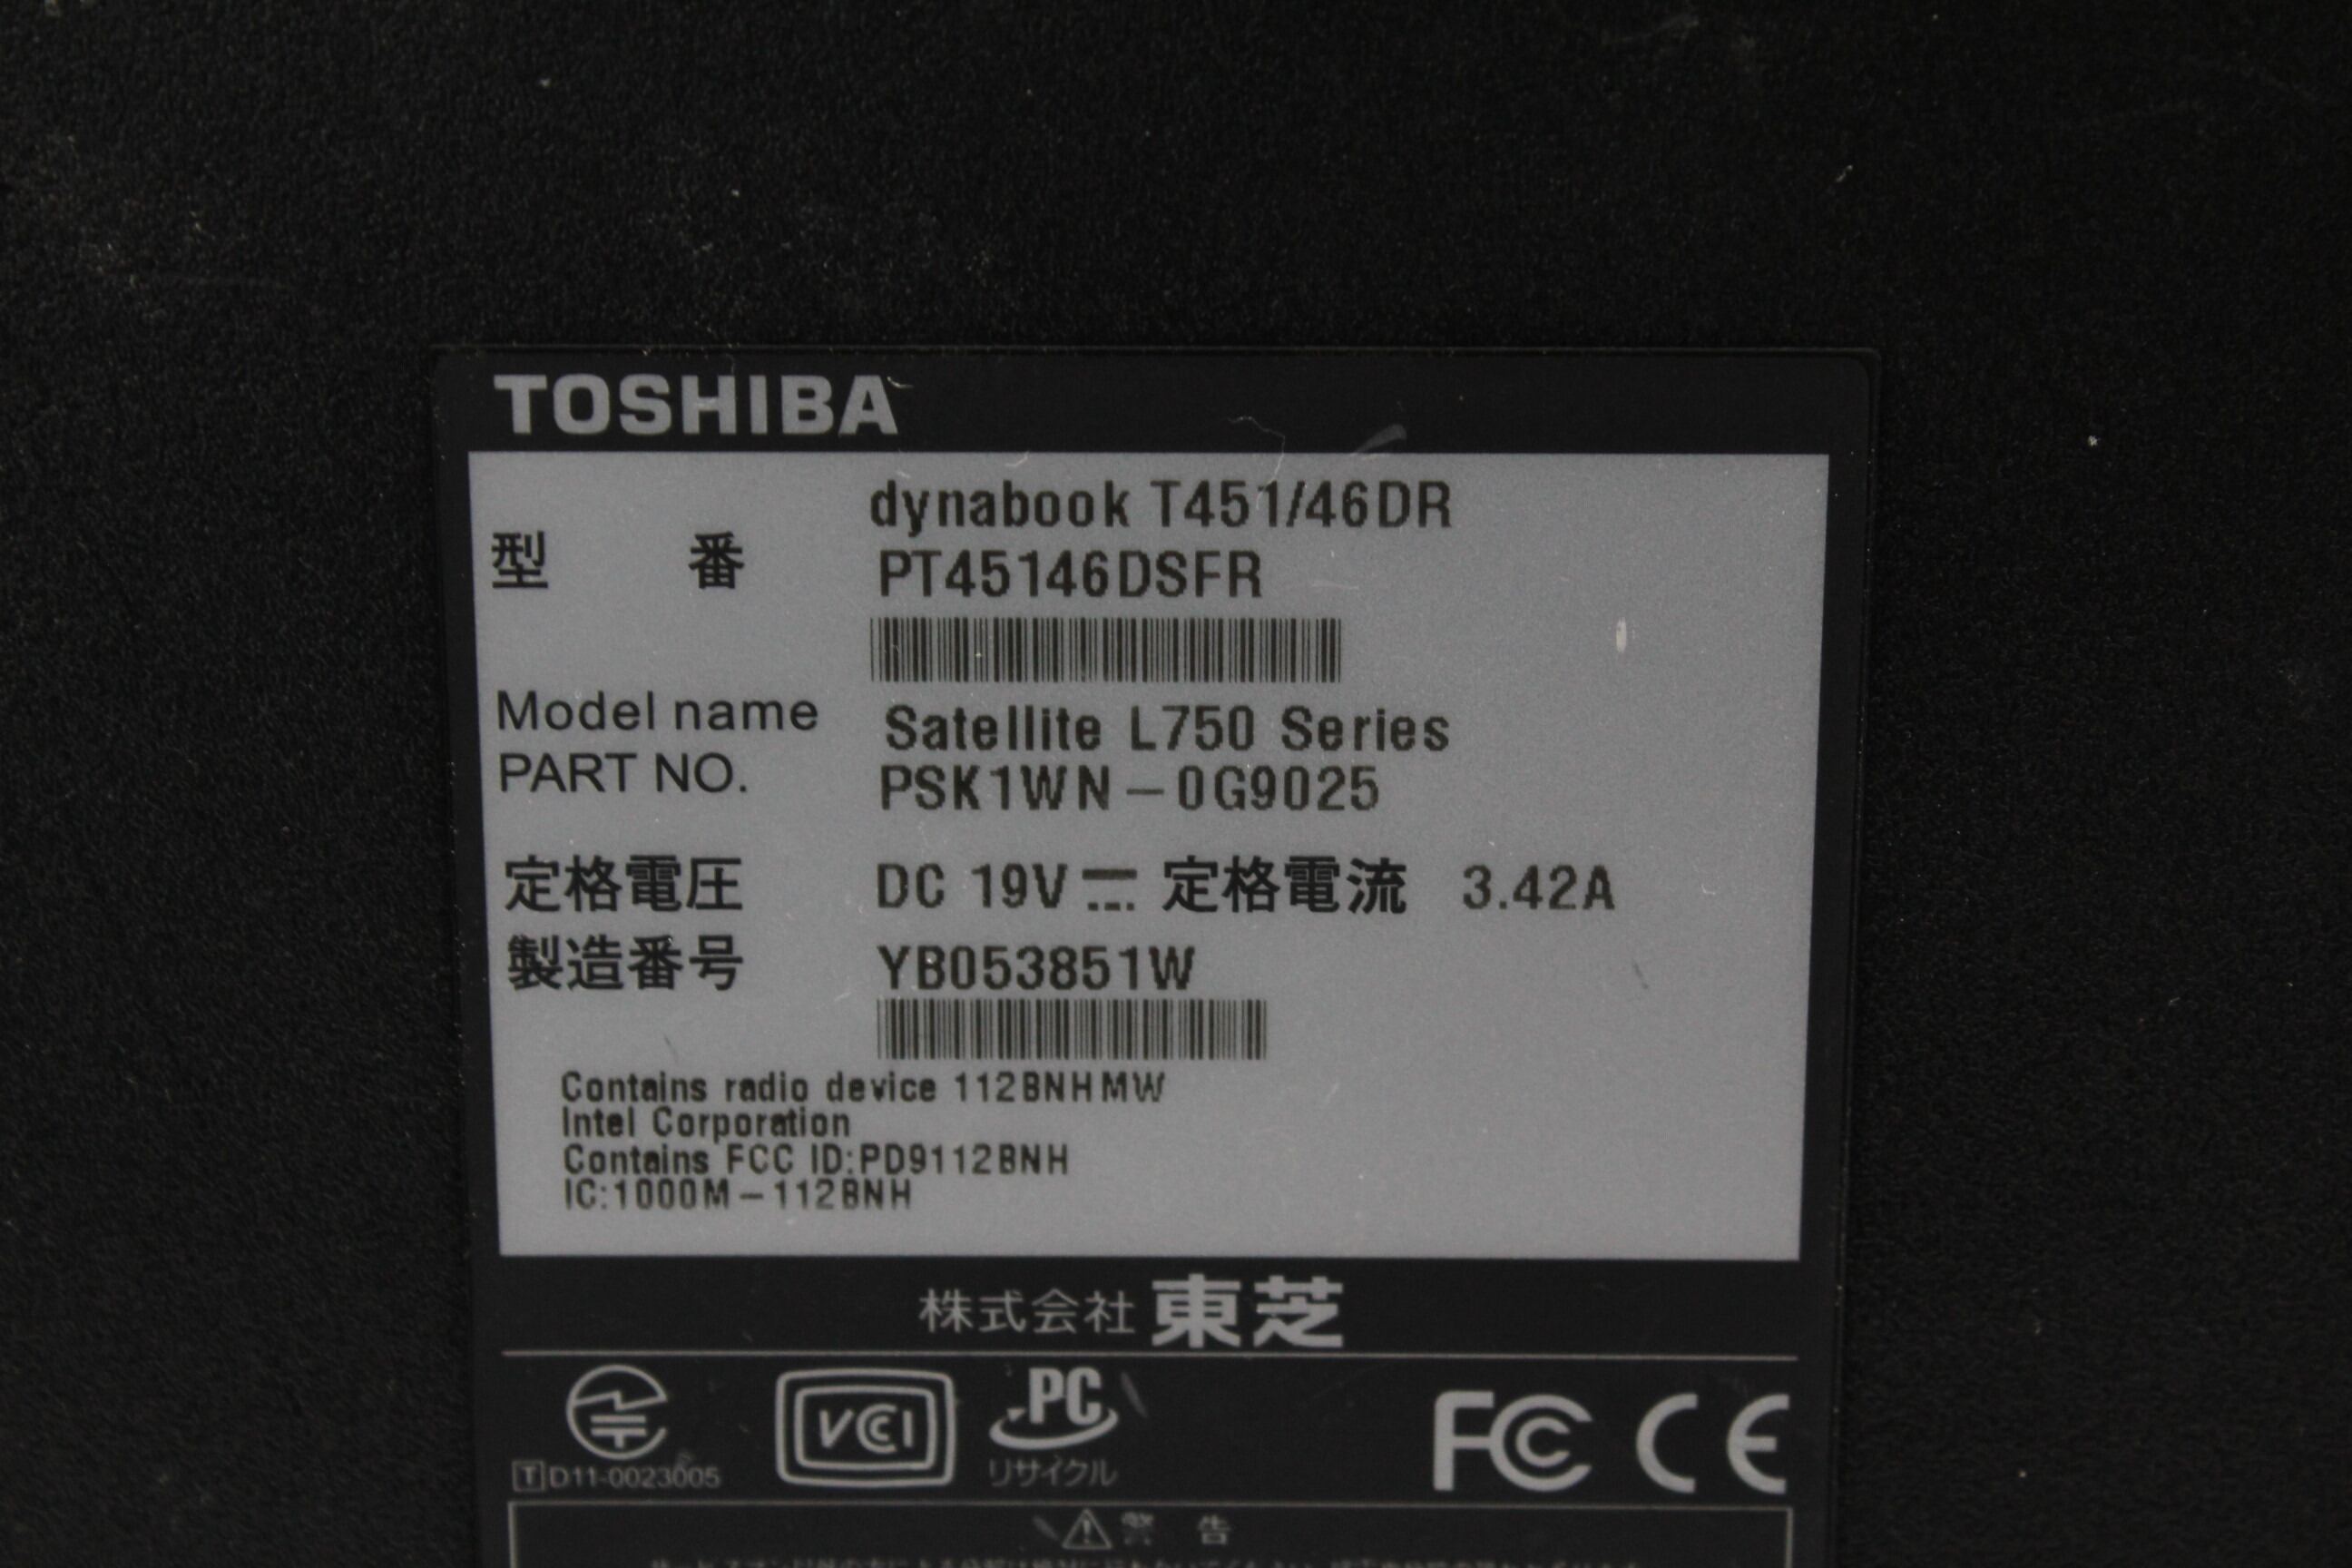 TOSHIBA
型 番 dynabook T451/46DR
PT45146DSFR
Model name Satellite L750 Series
PART NO. PSK1WN-0G9025
定格電圧 DC 19V 定格電流 3.42A
製造番号 YB053851W
Contains radio device 112BNHMW
Intel Corporation
Contains FCC ID:PD9112BNH
IC:1000M-112BNH
株式会社 東芝
VCCI
PC
リサイクル
FC CE
T D11-0023005
警 告